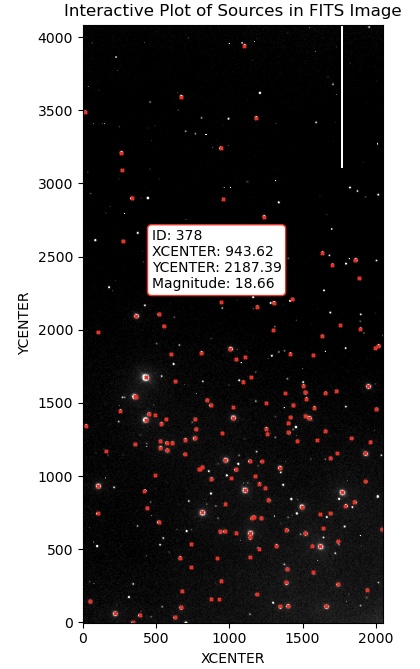 Interactive Plot of Sources in FITS Image
4000
3500
3000
2500
2000
1500
1000
500
0
YCENTER
ID: 378
XCENTER: 943.62
YCENTER: 2187.39
Magnitude: 18.66
0 500 1000 1500 2000
XCENTER